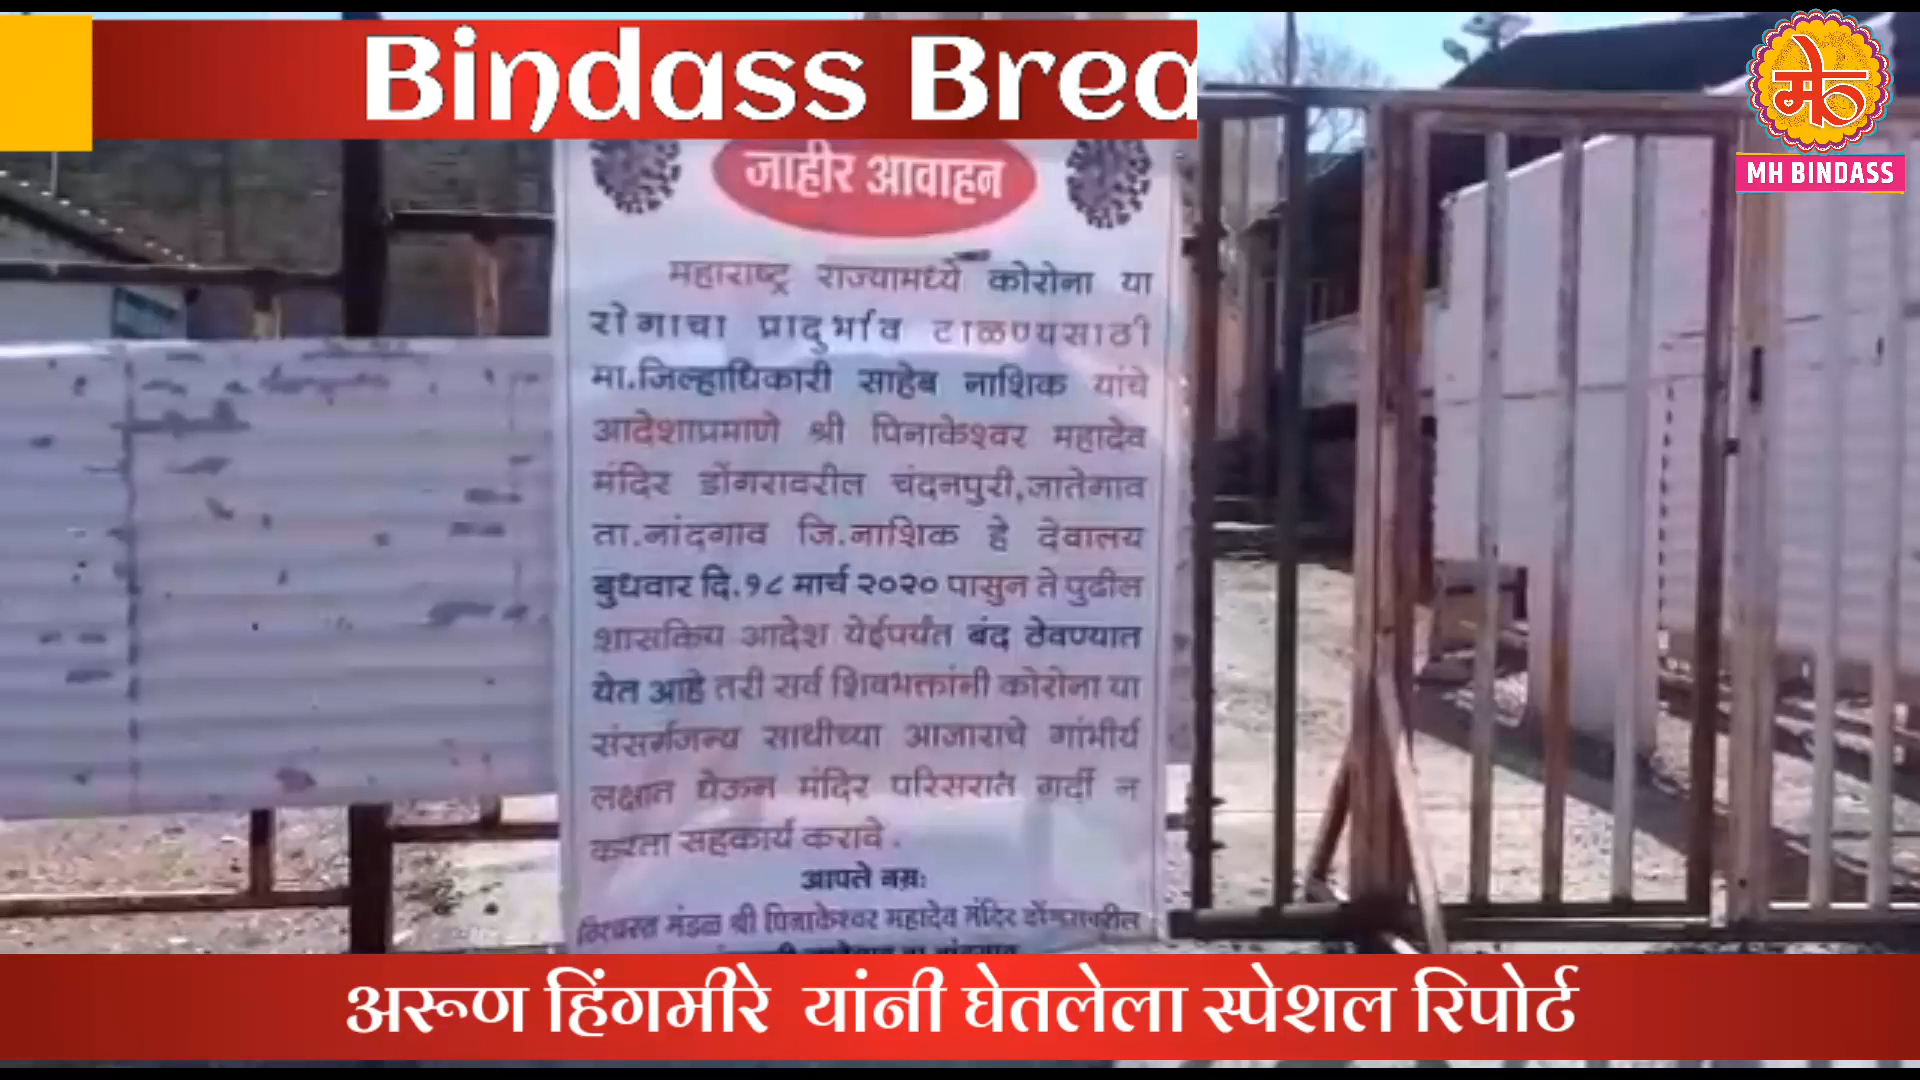 Bindass Brea
मेरु
MH BINDASS
जाहीर आवाहन
महाराष्ट्र राज्यामध्ये कोरोना या
रोगाचा प्रादुर्भाव टाळण्यसाठी
मा.जिल्हाधिकारी साहेब नाशिक यांचे
आदेशाप्रमाणे श्री पिनाकेश्वर महादेव
मंदिर डोंगरावरील चंदनपुरी,जातेगाव
ता.नांदगाव जि.नाशिक हे देवालय
बुधवार दि.१८ मार्च २०२० पासुन ते पुढील
शासकिय आदेश येईपर्यंत बंद ठेवण्यात
येत आहे तरी सर्व शिवभक्तांनी कोरोना या
संसर्गजन्य साथीच्या आजाराचे गांभीर्य
लक्षात घेऊन मंदिर परिसरात गर्दी न
करता सहकार्य करावे .
आपले नम्र:
विश्वस्त मंडळ श्री पिनाकेश्वर महादेव मंदिर डोंगरावरील
अरूण हिंगमीरे यांनी घेतलेला स्पेशल रिपोर्ट